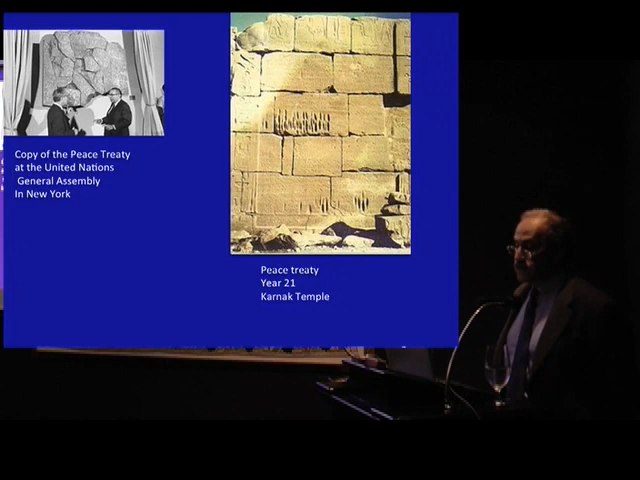 Copy of the Peace Treaty
at the United Nations
General Assembly
In New York
Peace treaty
Year 21
Karnak Temple